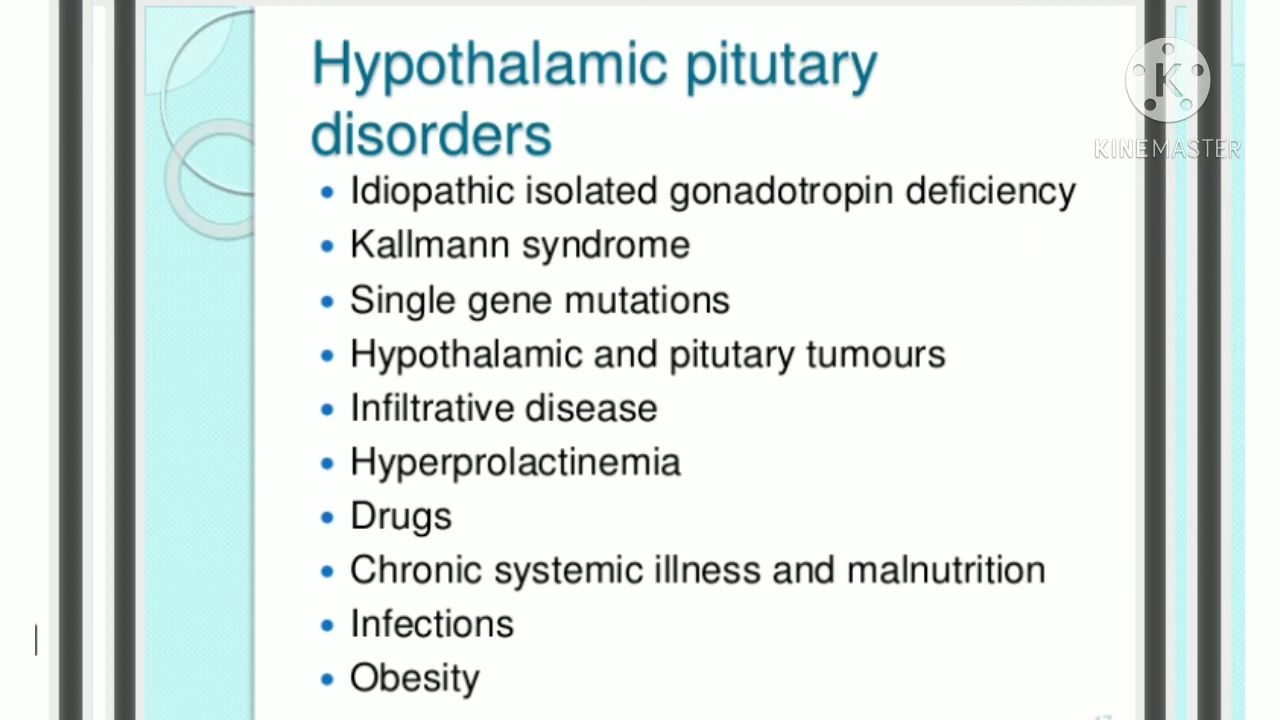 Hypothalamic pitutary
disorders
• Idiopathic isolated gonadotropin deficiency
• Kallmann syndrome
• Single gene mutations
• Hypothalamic and pitutary tumours
• Infiltrative disease
• Hyperprolactinemia
• Drugs
• Chronic systemic illness and malnutrition
• Infections
• Obesity
K
KINEMASTER